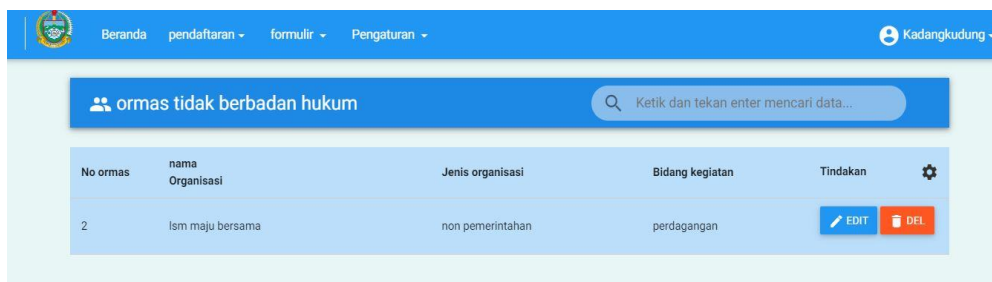 Beranda pendaftaran formulir Pengaturan Kadangkudung
ormas tidak berbadan hukum Ketik dan tekan enter mencari data...
No ormas nama Organisasi Jenis organisasi Bidang kegiatan Tindakan
2 lsm maju bersama non pemerintahan perdagangan EDIT DEL